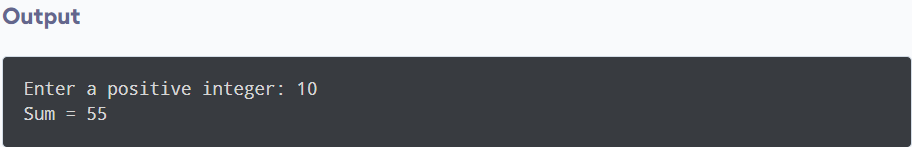 Output
Enter a positive integer: 10
Sum = 55